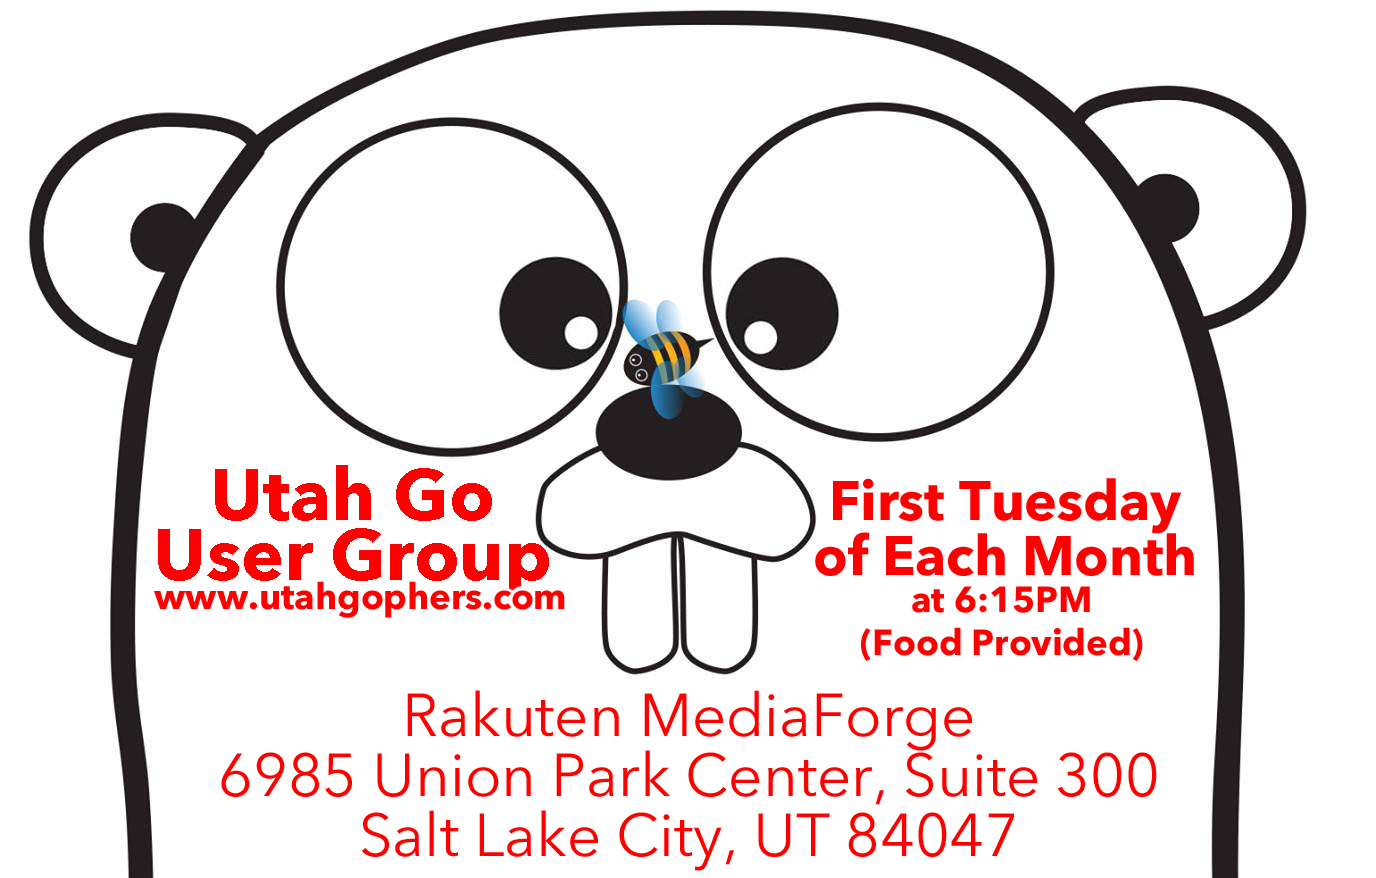 Utah Go
User Group
www.utahgophers.com
First Tuesday
of Each Month
at 6:15PM
(Food Provided)
Rakuten MediaForge
6985 Union Park Center, Suite 300
Salt Lake City, UT 84047